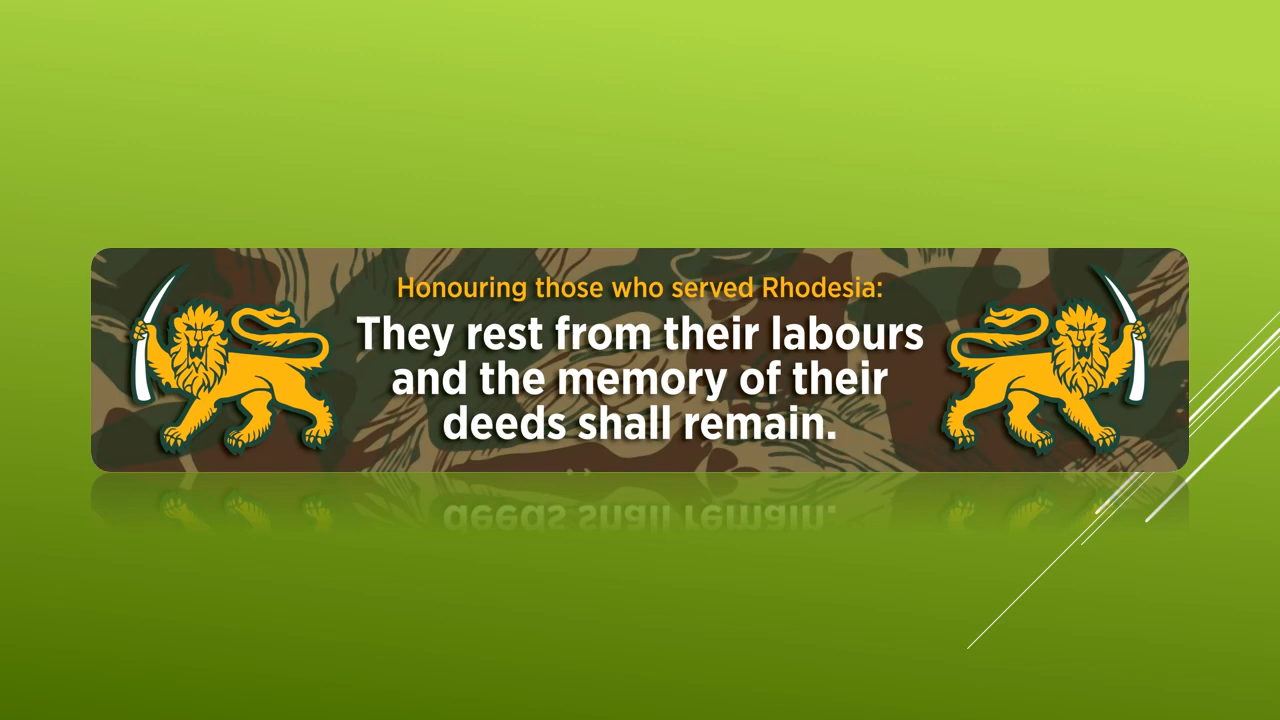 Honouring those who served Rhodesia:
They rest from their labours
and the memory of their
deeds shall remain.